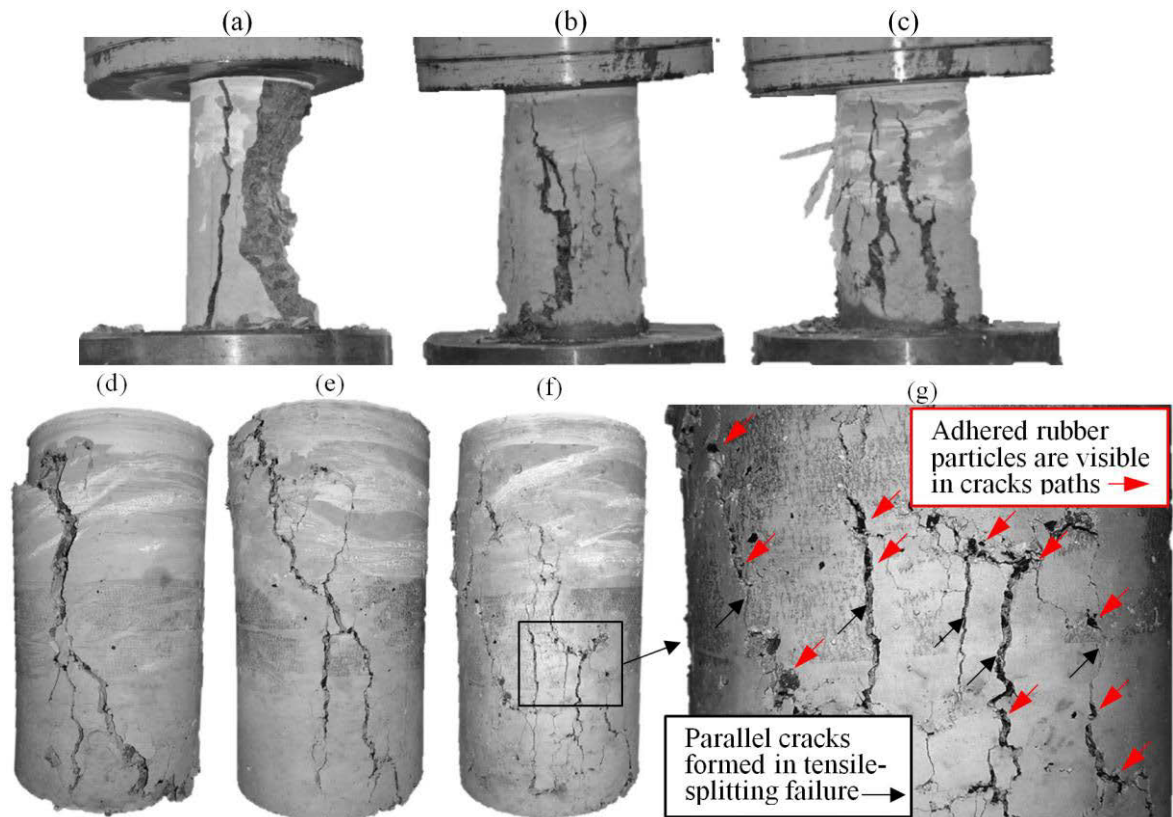 (a)
(b)
(c)
(d)
(e)
(f)
(g)
Adhered rubber
particles are visible
in cracks paths
Parallel cracks
formed in tensile-
splitting failure